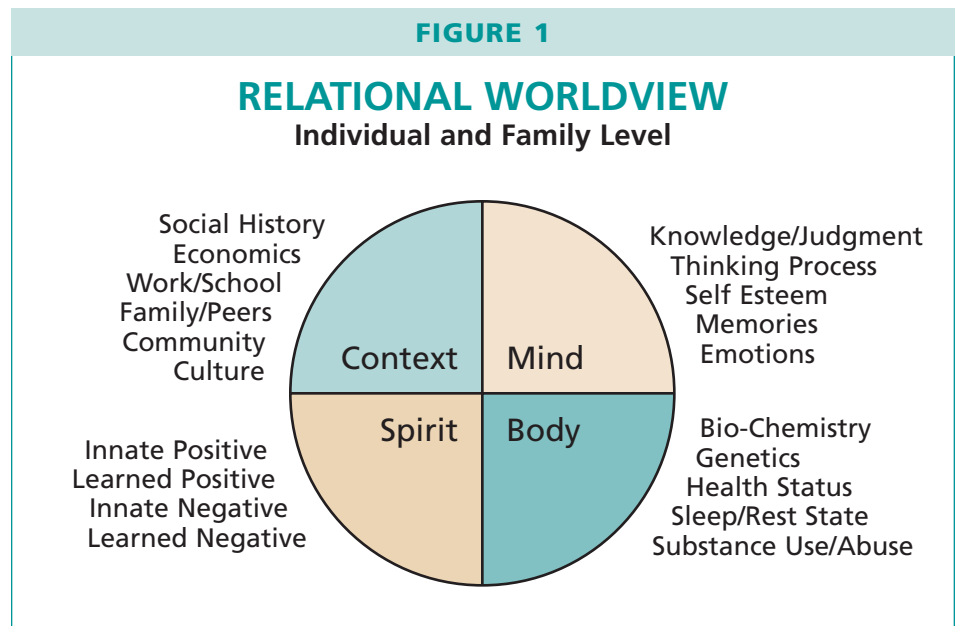 FIGURE 1
RELATIONAL WORLDVIEW
Individual and Family Level
Social History
Economics
Work/School
Family/Peers
Community
Culture
Context
Mind
Knowledge/Judgment
Thinking Process
Self Esteem
Memories
Emotions
Spirit
Body
Innate Positive
Learned Positive
Innate Negative
Learned Negative
Bio-Chemistry
Genetics
Health Status
Sleep/Rest State
Substance Use/Abuse